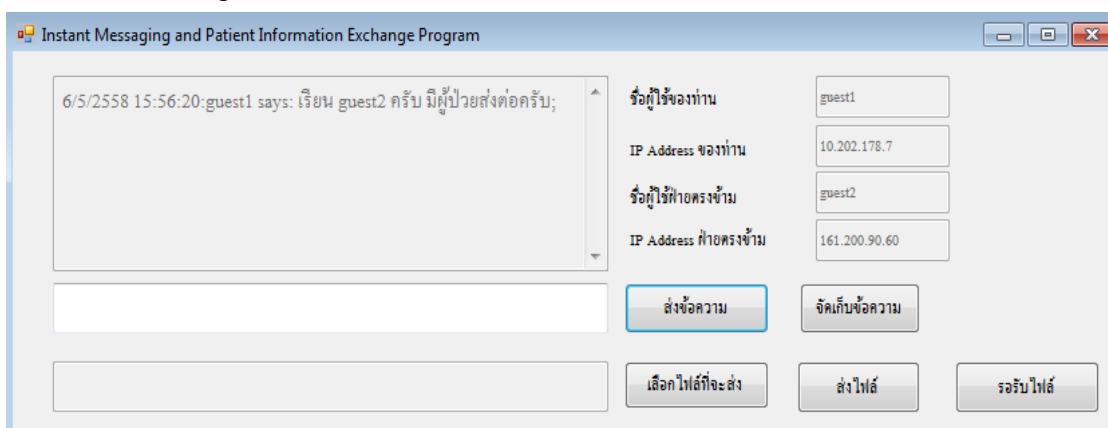 Instant Messaging and Patient Information Exchange Program
6/5/2558 15:56:20:guest1 says: เรียน guest2 ครับ มีผู้ป่วยส่งต่อครับ;
ชื่อผู้ใช้ของท่าน
guest1
IP Address ของท่าน
10.202.178.7
ชื่อผู้ใช้ฝ่ายตรงข้าม
guest2
IP Address ฝ่ายตรงข้าม
161.200.90.60
ส่งข้อความ
จัดเก็บข้อความ
เลือกไฟล์ที่จะส่ง
ส่งไฟล์
รอรับไฟล์